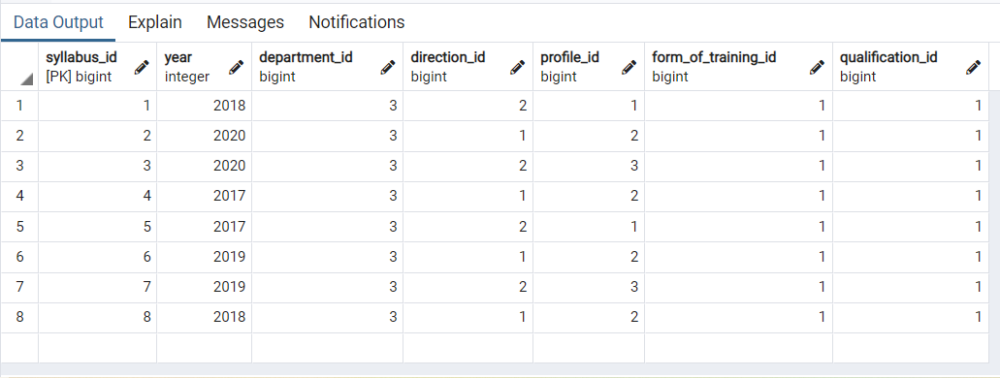 Data Output Explain Messages Notifications
syllabus_id year department_id direction_id profile_id form_of_training_id qualification_id
[PK] bigint integer bigint bigint bigint bigint bigint
1 1 2018 3 2 1 1 1
2 2 2020 3 1 2 1 1
3 3 2020 3 2 3 1 1
4 4 2017 3 1 2 1 1
5 5 2017 3 2 1 1 1
6 6 2019 3 1 2 1 1
7 7 2019 3 2 3 1 1
8 8 2018 3 1 2 1 1